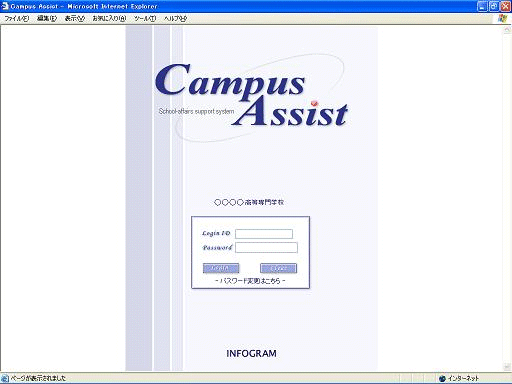 Campus Assist - Microsoft Internet Explorer
ファイル(F) 編集(E) 表示(V) お気に入り(A) ツール(T) ヘルプ(H)
Campus
School-affairs support system
Assist
○○○○高等専門学校
Login ID
Password
Login Clear
- パスワード変更はこちら -
INFOGRAM
ページが表示されました
インターネット